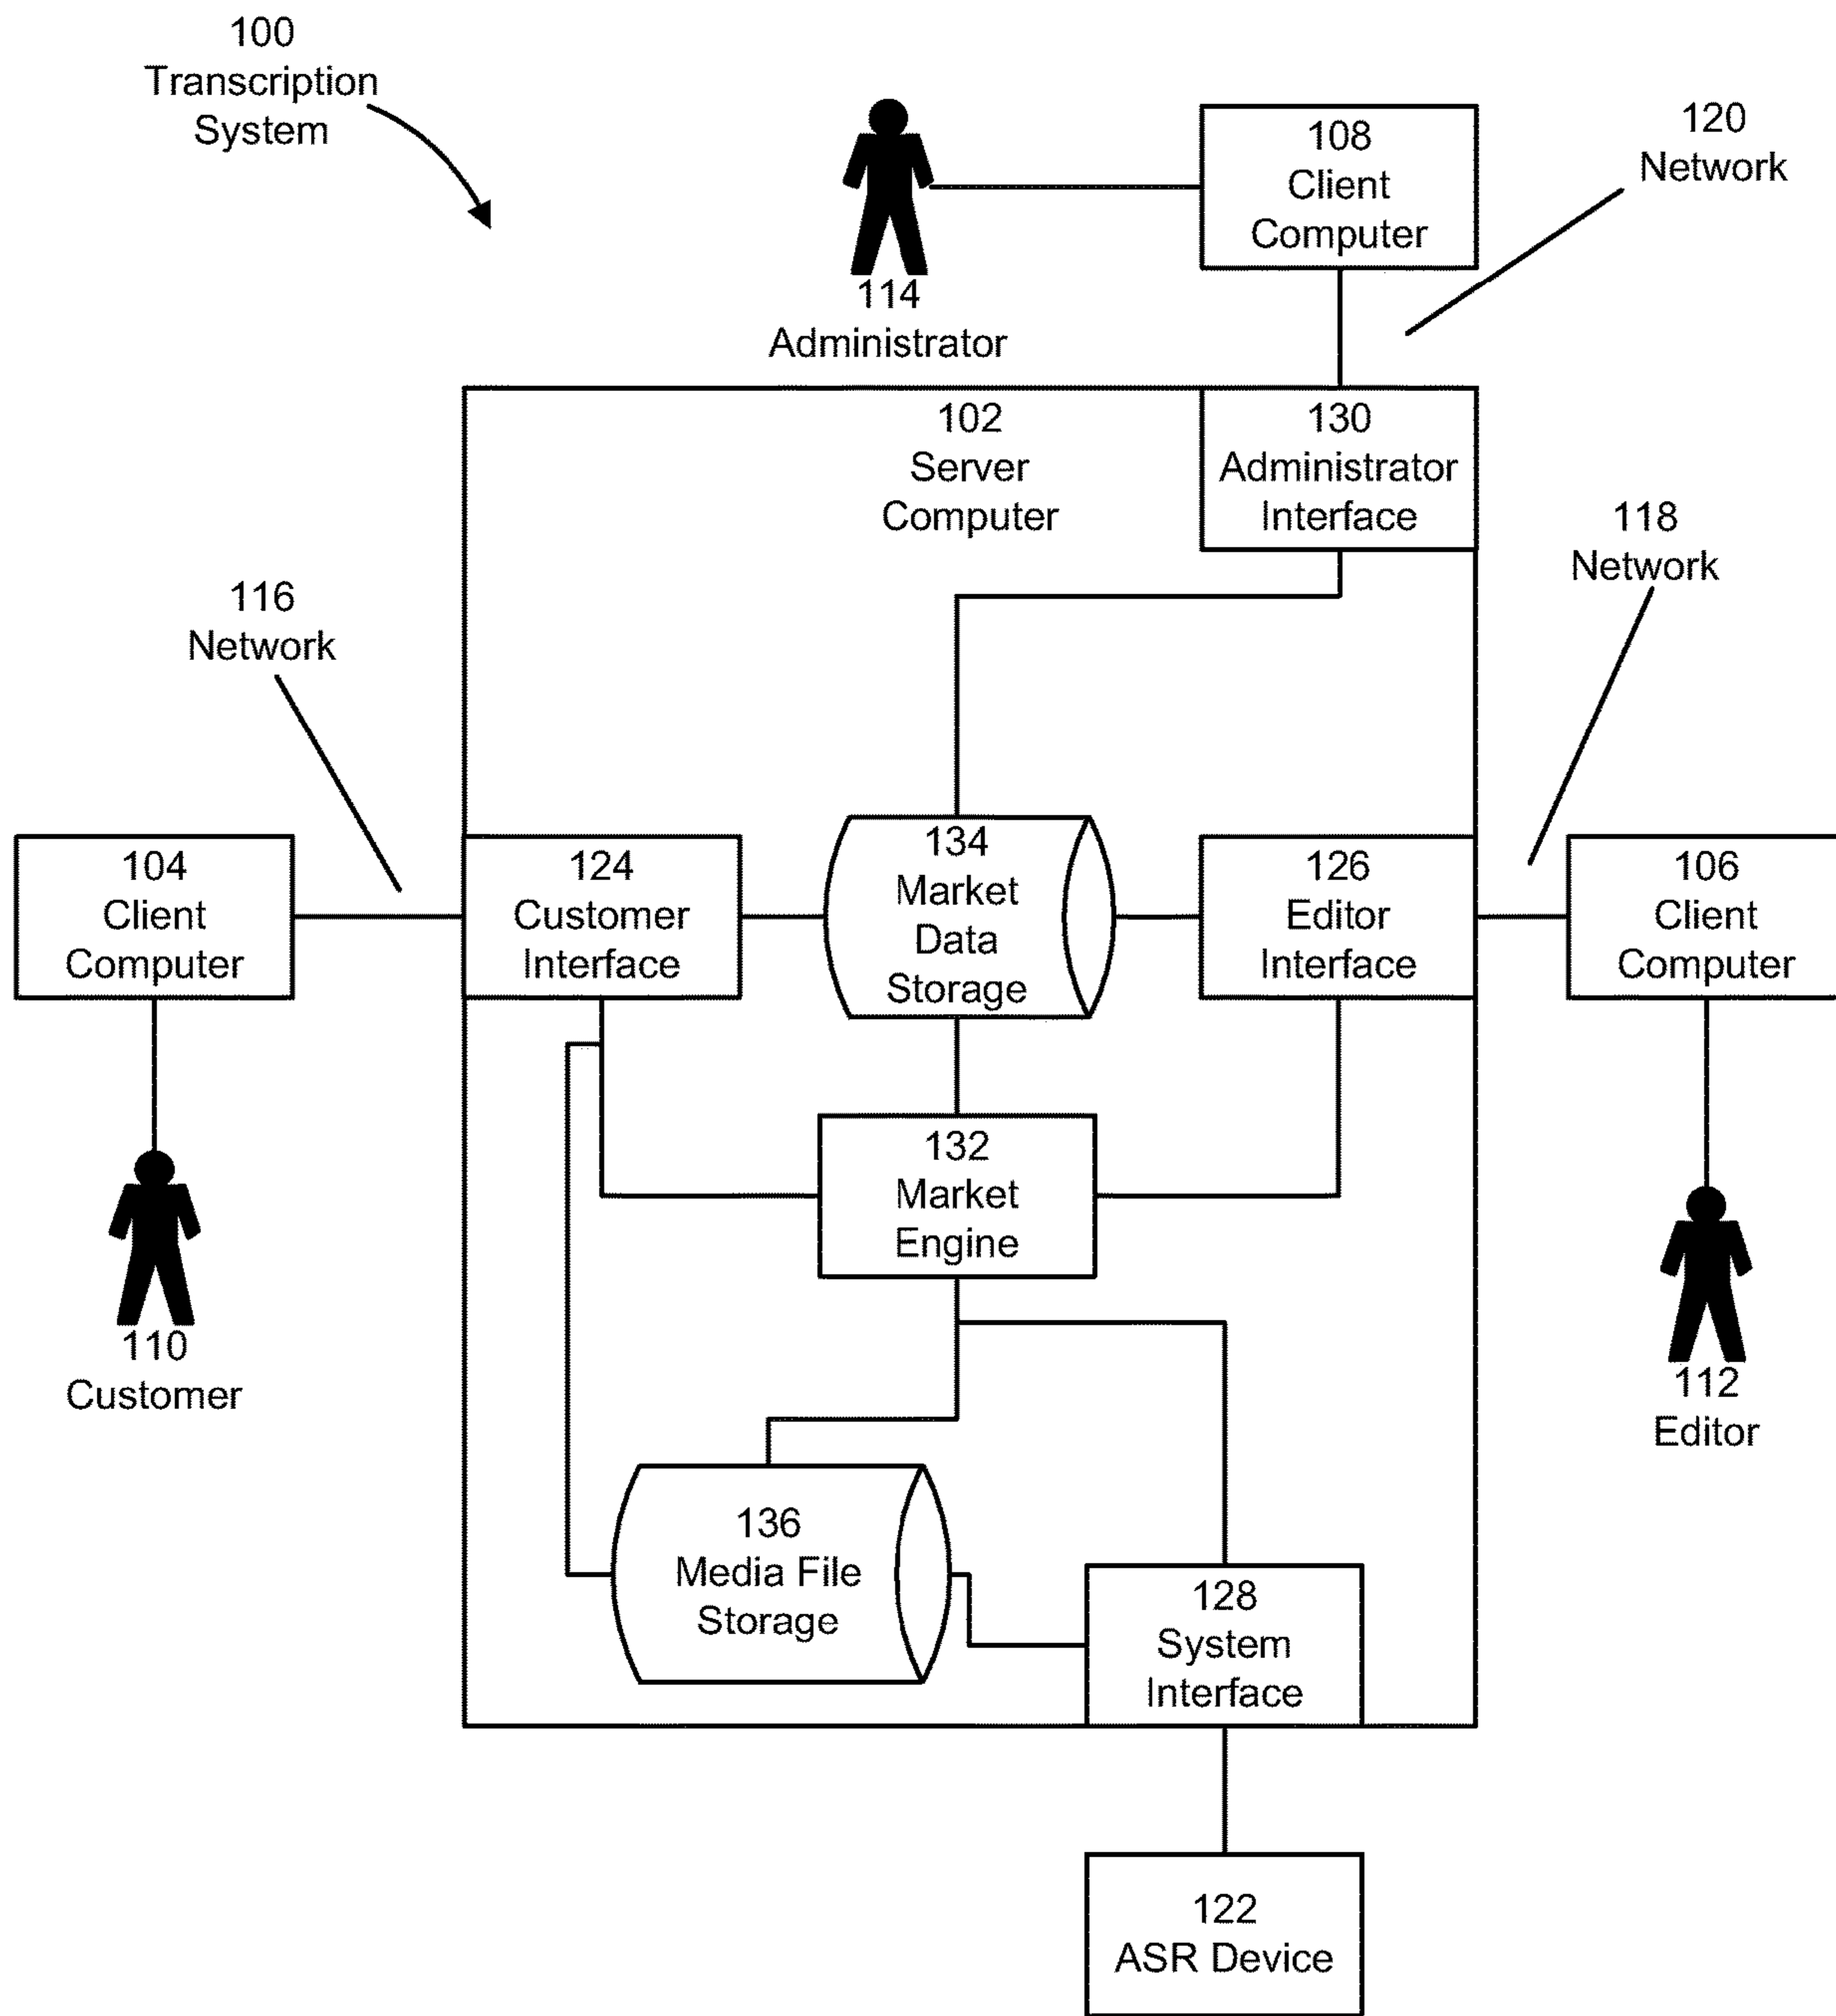 100
Transcription
System
114
Administrator
108
Client
Computer
120
Network
102
Server
Computer
130
Administrator
Interface
116
Network
118
Network
104
Client
Computer
124
Customer
Interface
134
Market
Data
Storage
126
Editor
Interface
106
Client
Computer
132
Market
Engine
110
Customer
112
Editor
136
Media File
Storage
128
System
Interface
122
ASR Device